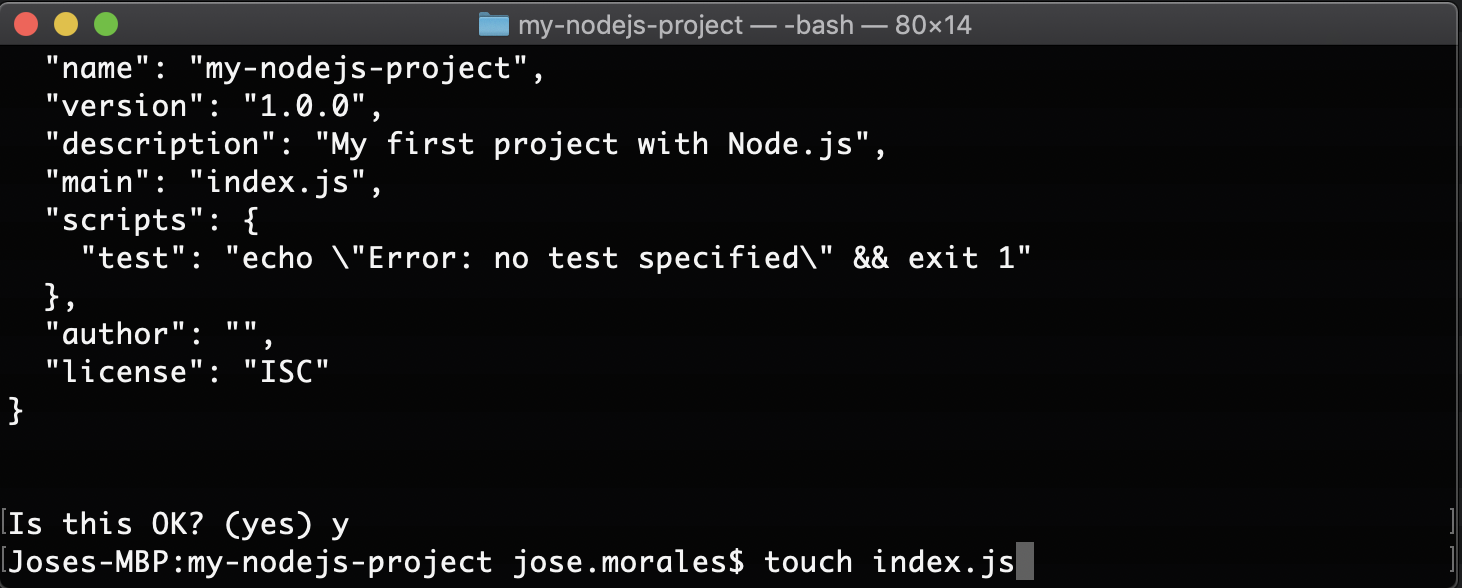 my-nodejs-project — -bash — 80×14
  "name": "my-nodejs-project",
  "version": "1.0.0",
  "description": "My first project with Node.js",
  "main": "index.js",
  "scripts": {
    "test": "echo \"Error: no test specified\" && exit 1"
  },
  "author": "",
  "license": "ISC"
}
[Is this OK? (yes) y ]
[Joses-MBP:my-nodejs-project jose.morales$ touch index.js ]